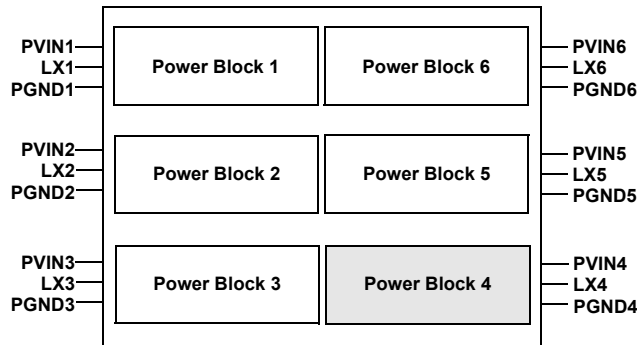 PVIN1
LX1
PGND1
Power Block 1
Power Block 6
PVIN6
LX6
PGND6
PVIN2
LX2
PGND2
Power Block 2
Power Block 5
PVIN5
LX5
PGND5
PVIN3
LX3
PGND3
Power Block 3
Power Block 4
PVIN4
LX4
PGND4